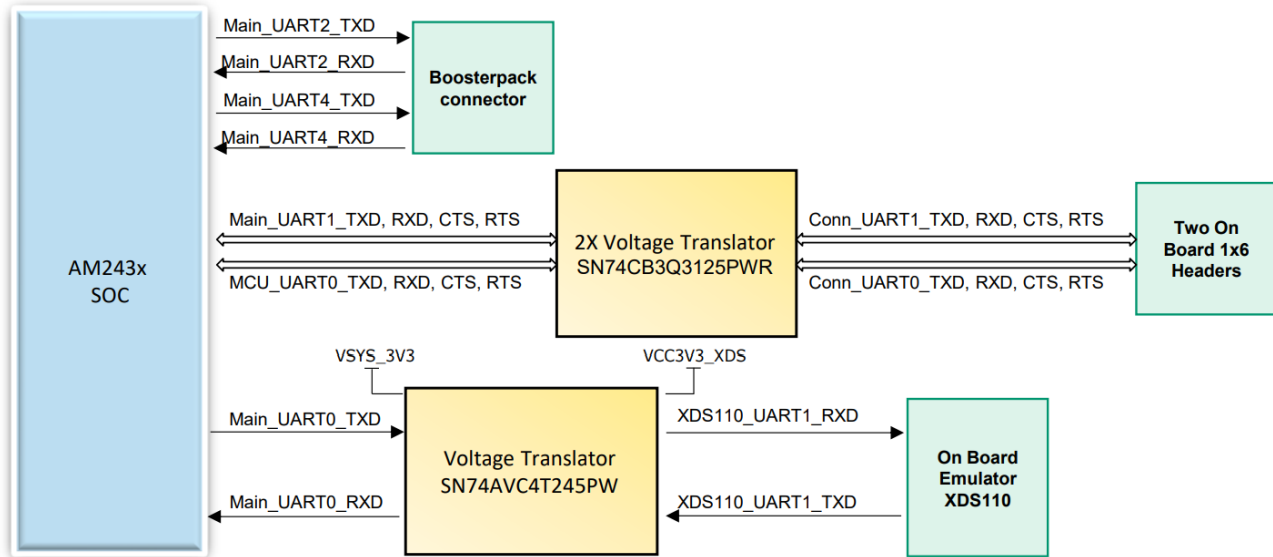 Main_UART2_TXD
Main_UART2_RXD
Main_UART4_TXD
Main_UART4_RXD
Boosterpack
connector
AM243x
SOC
Main_UART1_TXD, RXD, CTS, RTS
MCU_UART0_TXD, RXD, CTS, RTS
2X Voltage Translator
SN74CB3Q3125PWR
Conn_UART1_TXD, RXD, CTS, RTS
Conn_UART0_TXD, RXD, CTS, RTS
Two On
Board 1x6
Headers
VSYS_3V3
VCC3V3_XDS
Main_UART0_TXD
Main_UART0_RXD
Voltage Translator
SN74AVC4T245PW
XDS110_UART1_RXD
XDS110_UART1_TXD
On Board
Emulator
XDS110